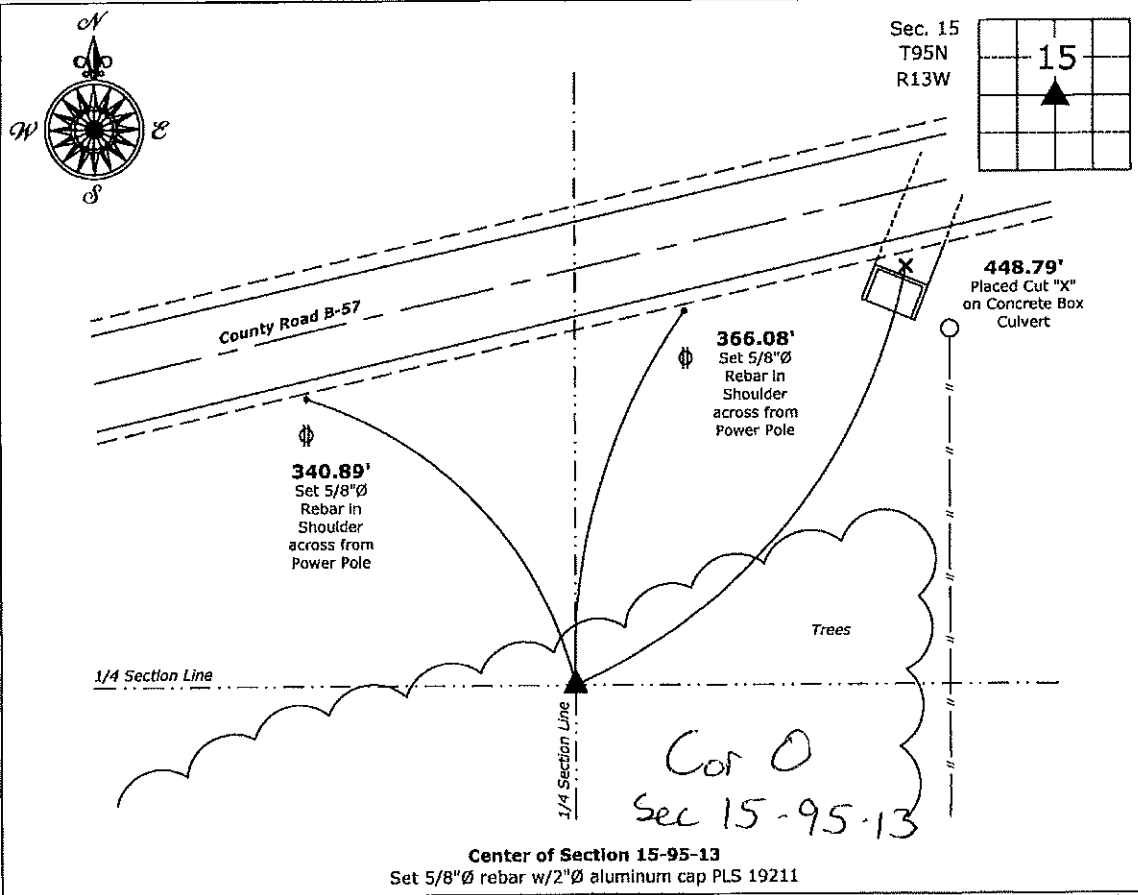 N
W
E
S
Sec. 15
T95N
R13W
15
County Road B-57
448.79'
Placed Cut "X"
on Concrete Box
Culvert
366.08'
Set 5/8"Ø
Rebar in
Shoulder
across from
Power Pole
340.89'
Set 5/8"Ø
Rebar in
Shoulder
across from
Power Pole
Trees
1/4 Section Line
1/4 Section Line
Cor O
Sec 15-95-13
Center of Section 15-95-13
Set 5/8"Ø rebar w/2"Ø aluminum cap PLS 19211